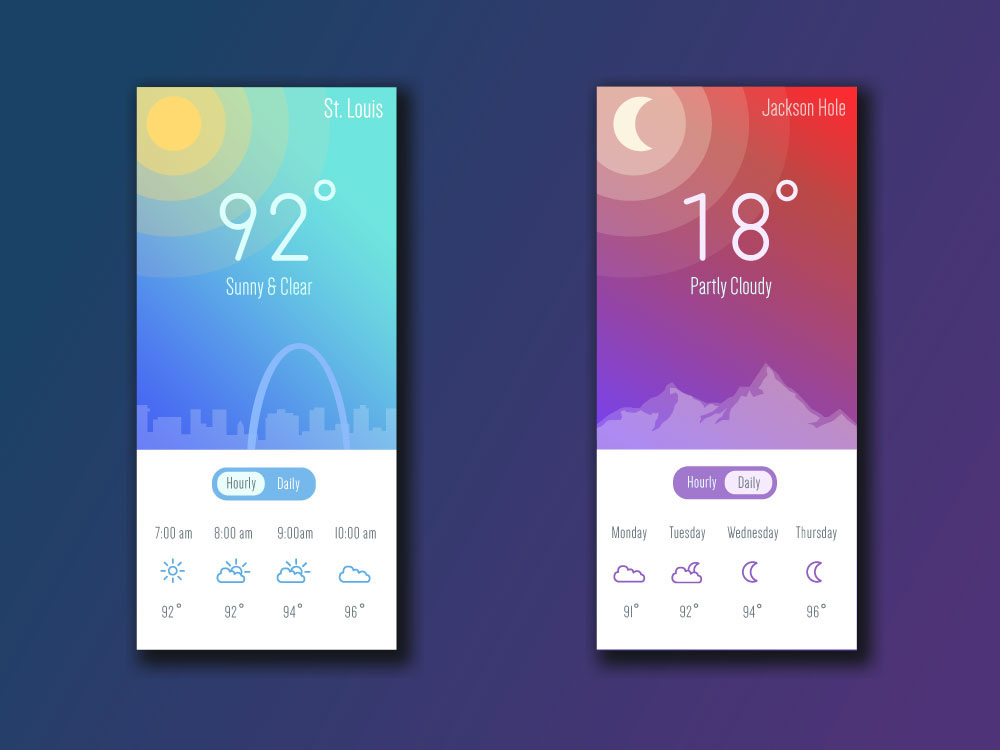 St. Louis
92°
Sunny & Clear
Hourly Daily
7:00 am 8:00 am 9:00am 10:00 am
92° 92° 94° 96°
Jackson Hole
18°
Partly Cloudy
Hourly Daily
Monday Tuesday Wednesday Thursday
91° 92° 94° 96°